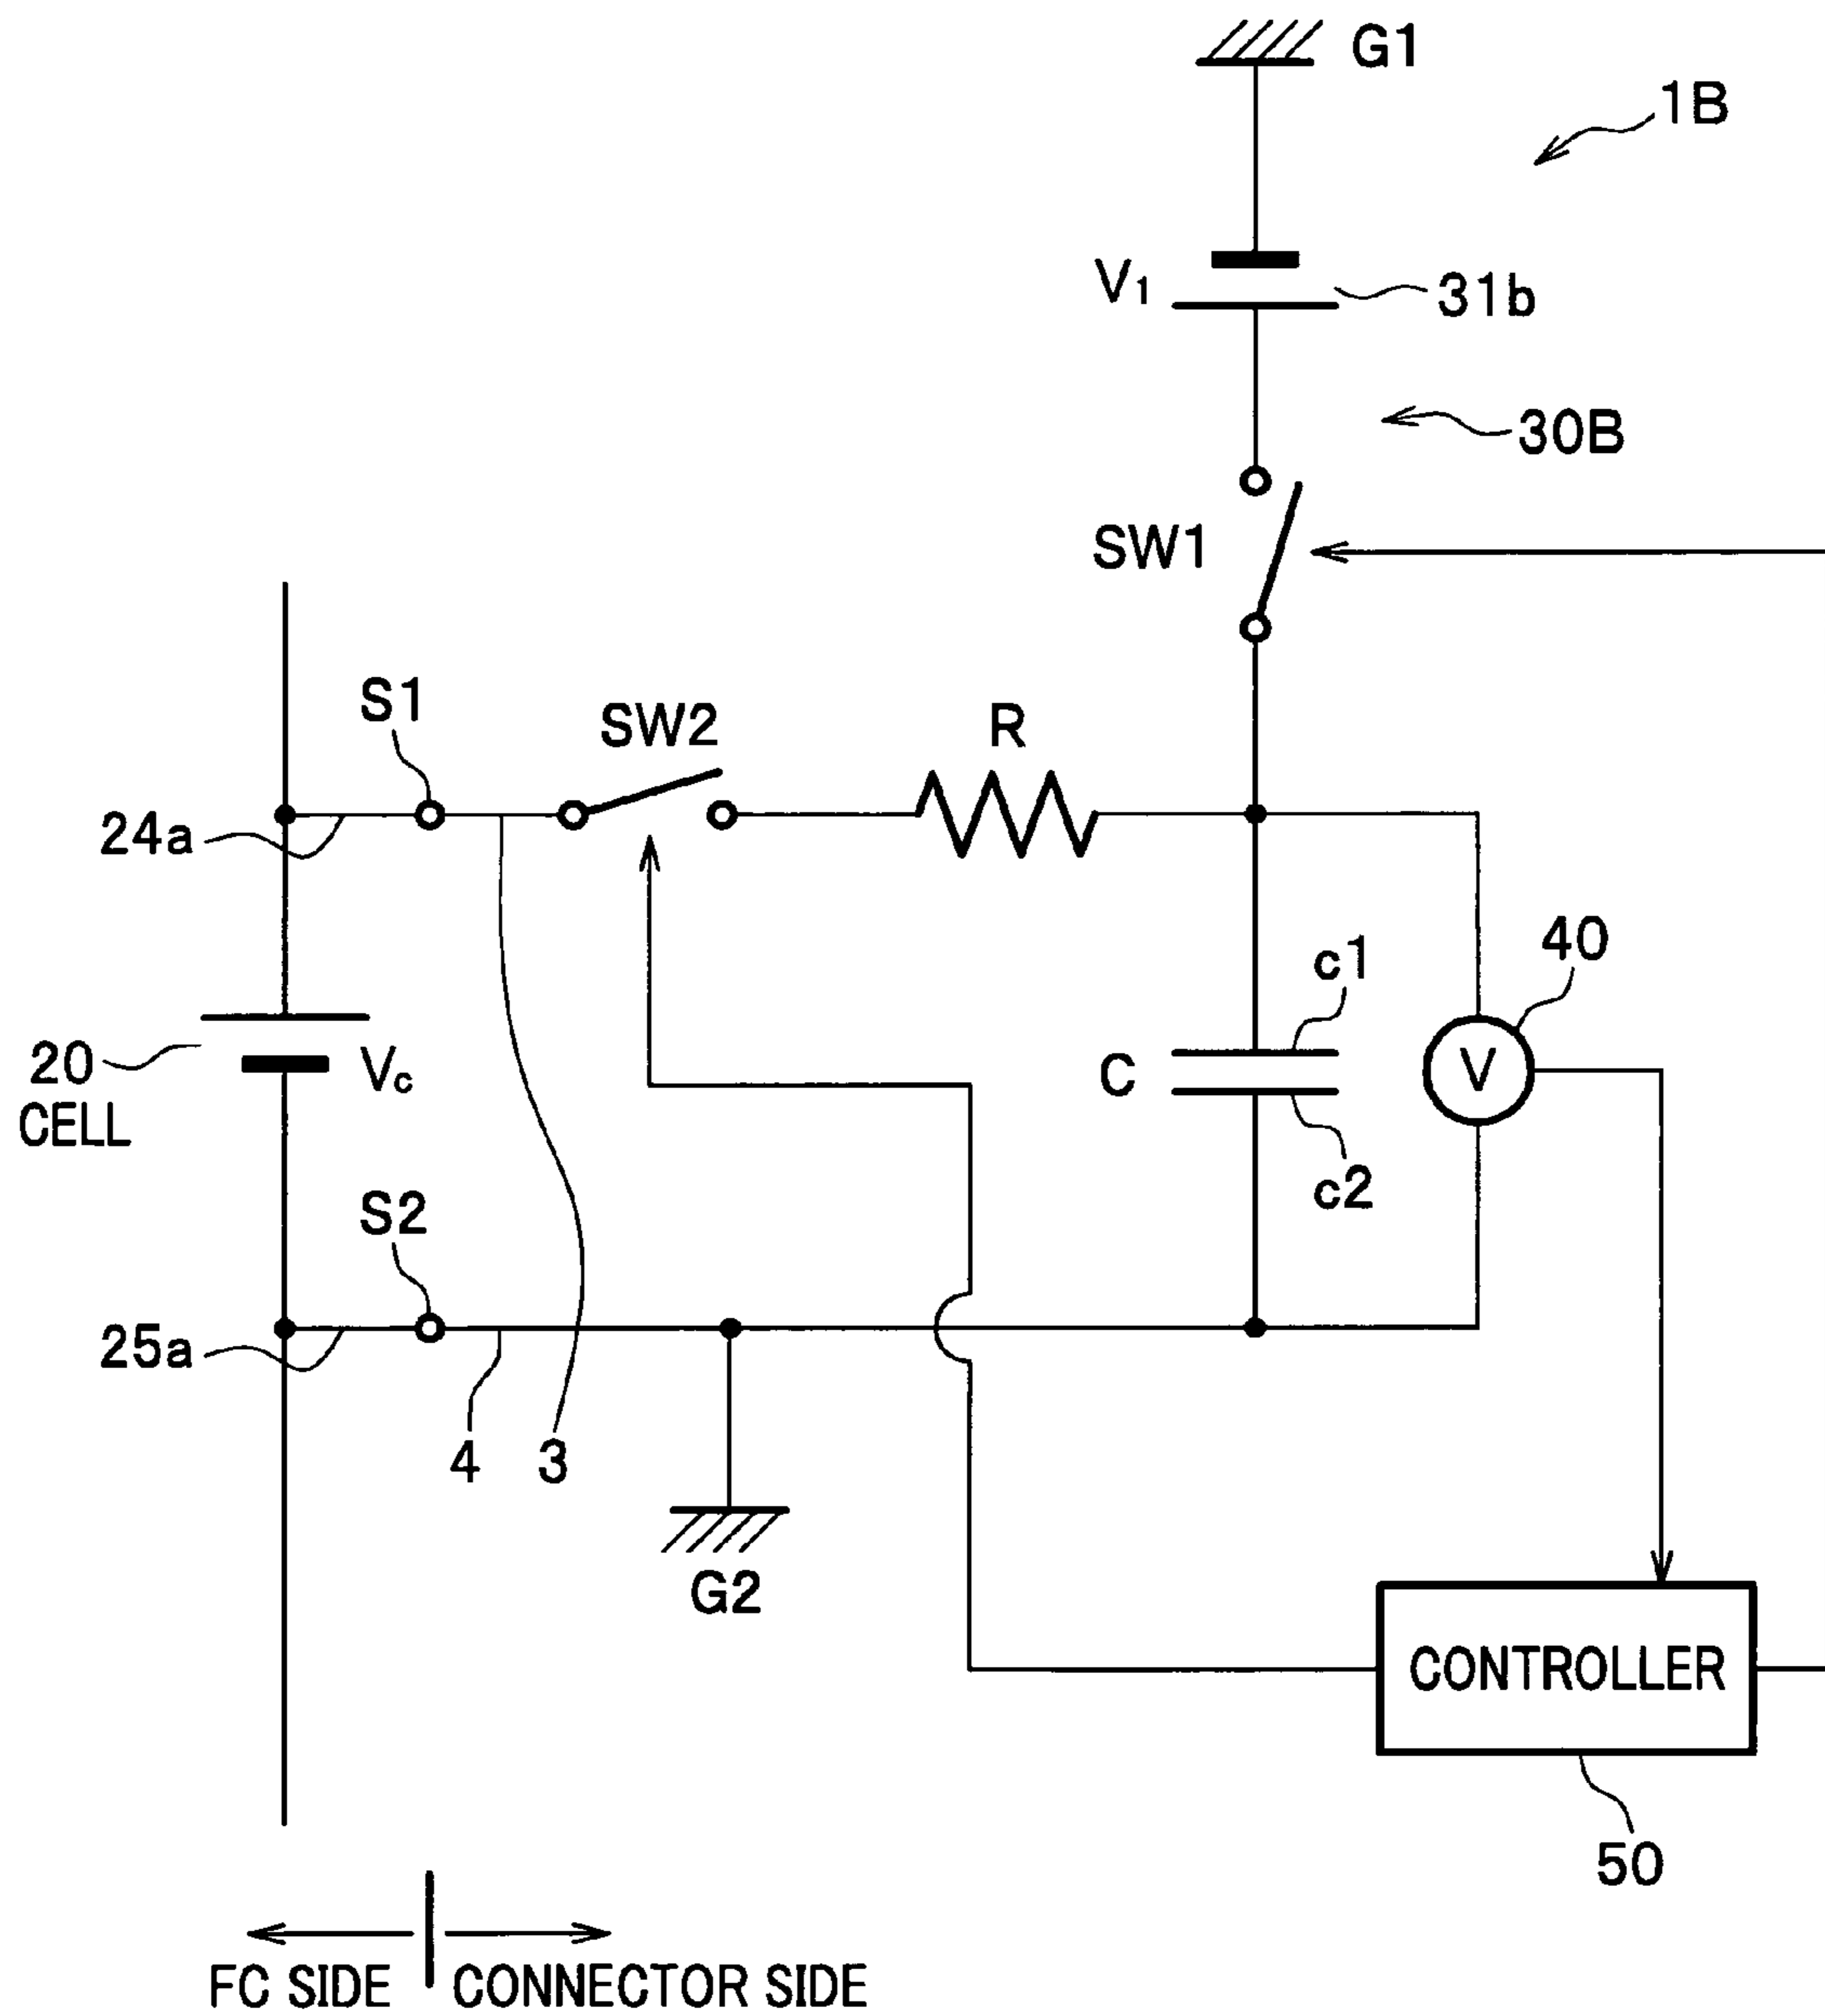 G1
1B
V1
31b
30B
SW1
S1
SW2
R
24a
40
c1
20
CELL
Vc
C
V
c2
S2
25a
4
3
G2
CONTROLLER
50
FC SIDE
CONNECTOR SIDE